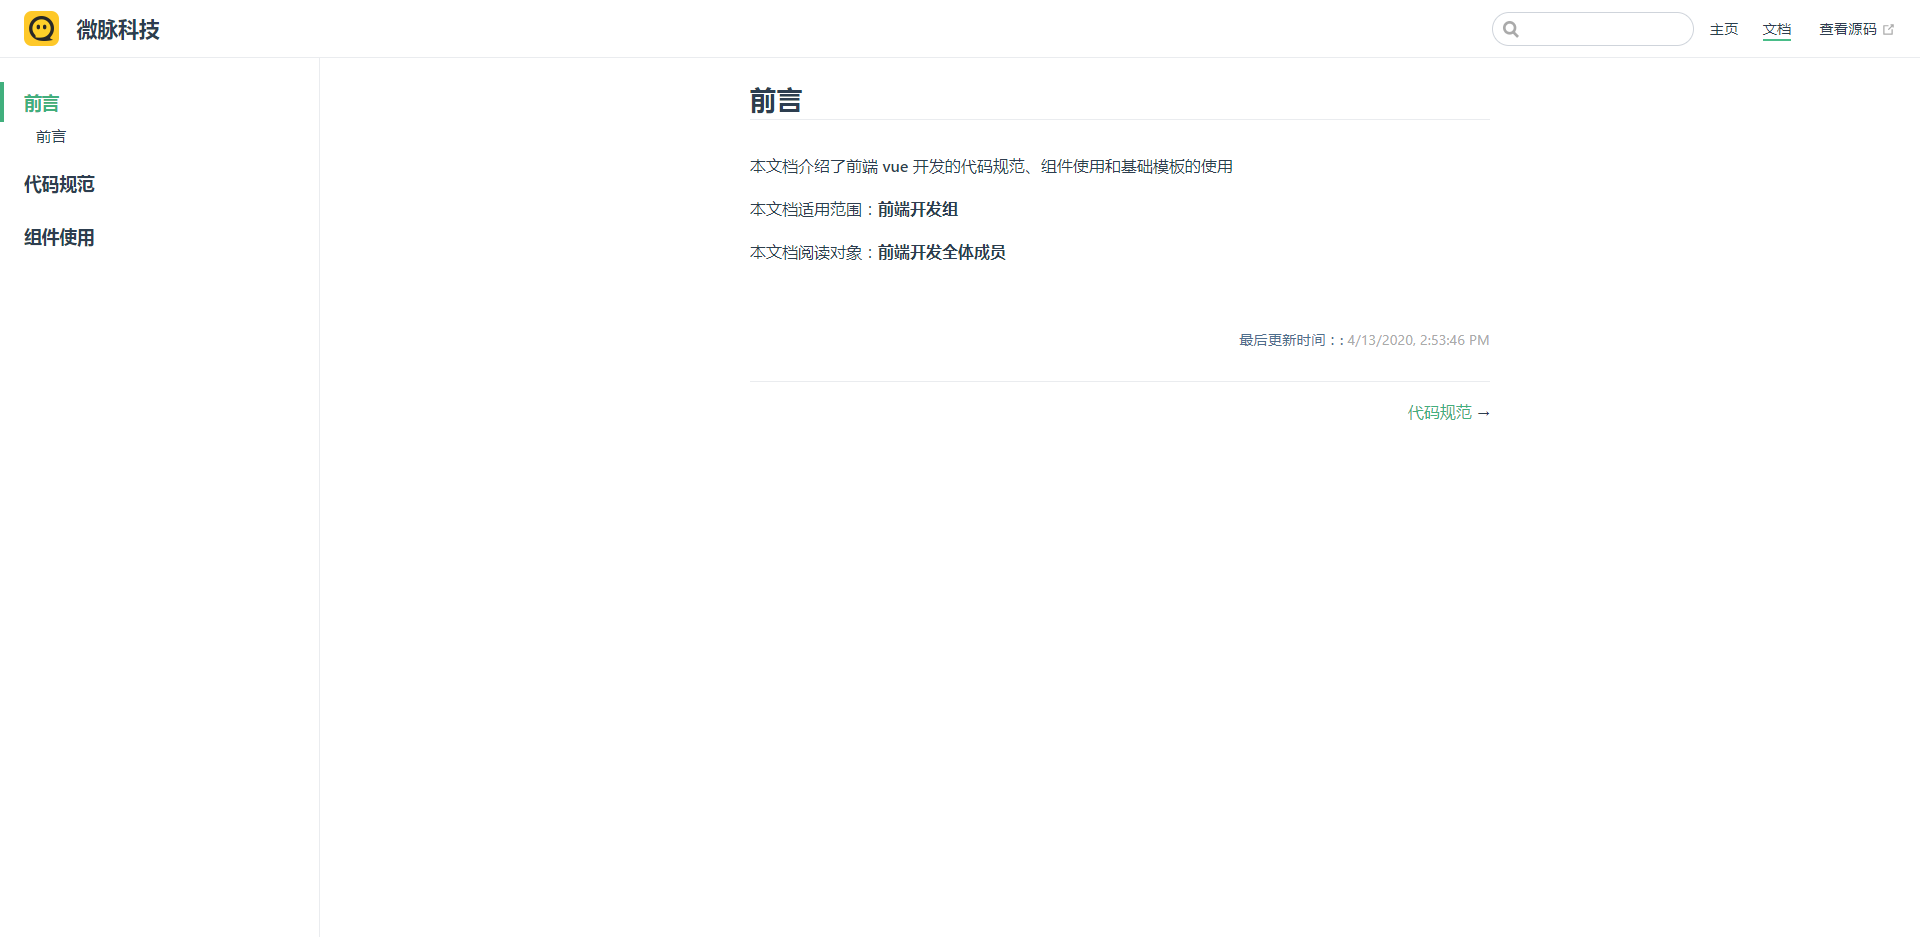 微脉科技
主页 文档 查看源码
前言
前言
代码规范
组件使用
前言
本文档介绍了前端 vue 开发的代码规范、组件使用和基础模板的使用
本文档适用范围：前端开发组
本文档阅读对象：前端开发全体成员
最后更新时间：: 4/13/2020, 2:53:46 PM
代码规范 →